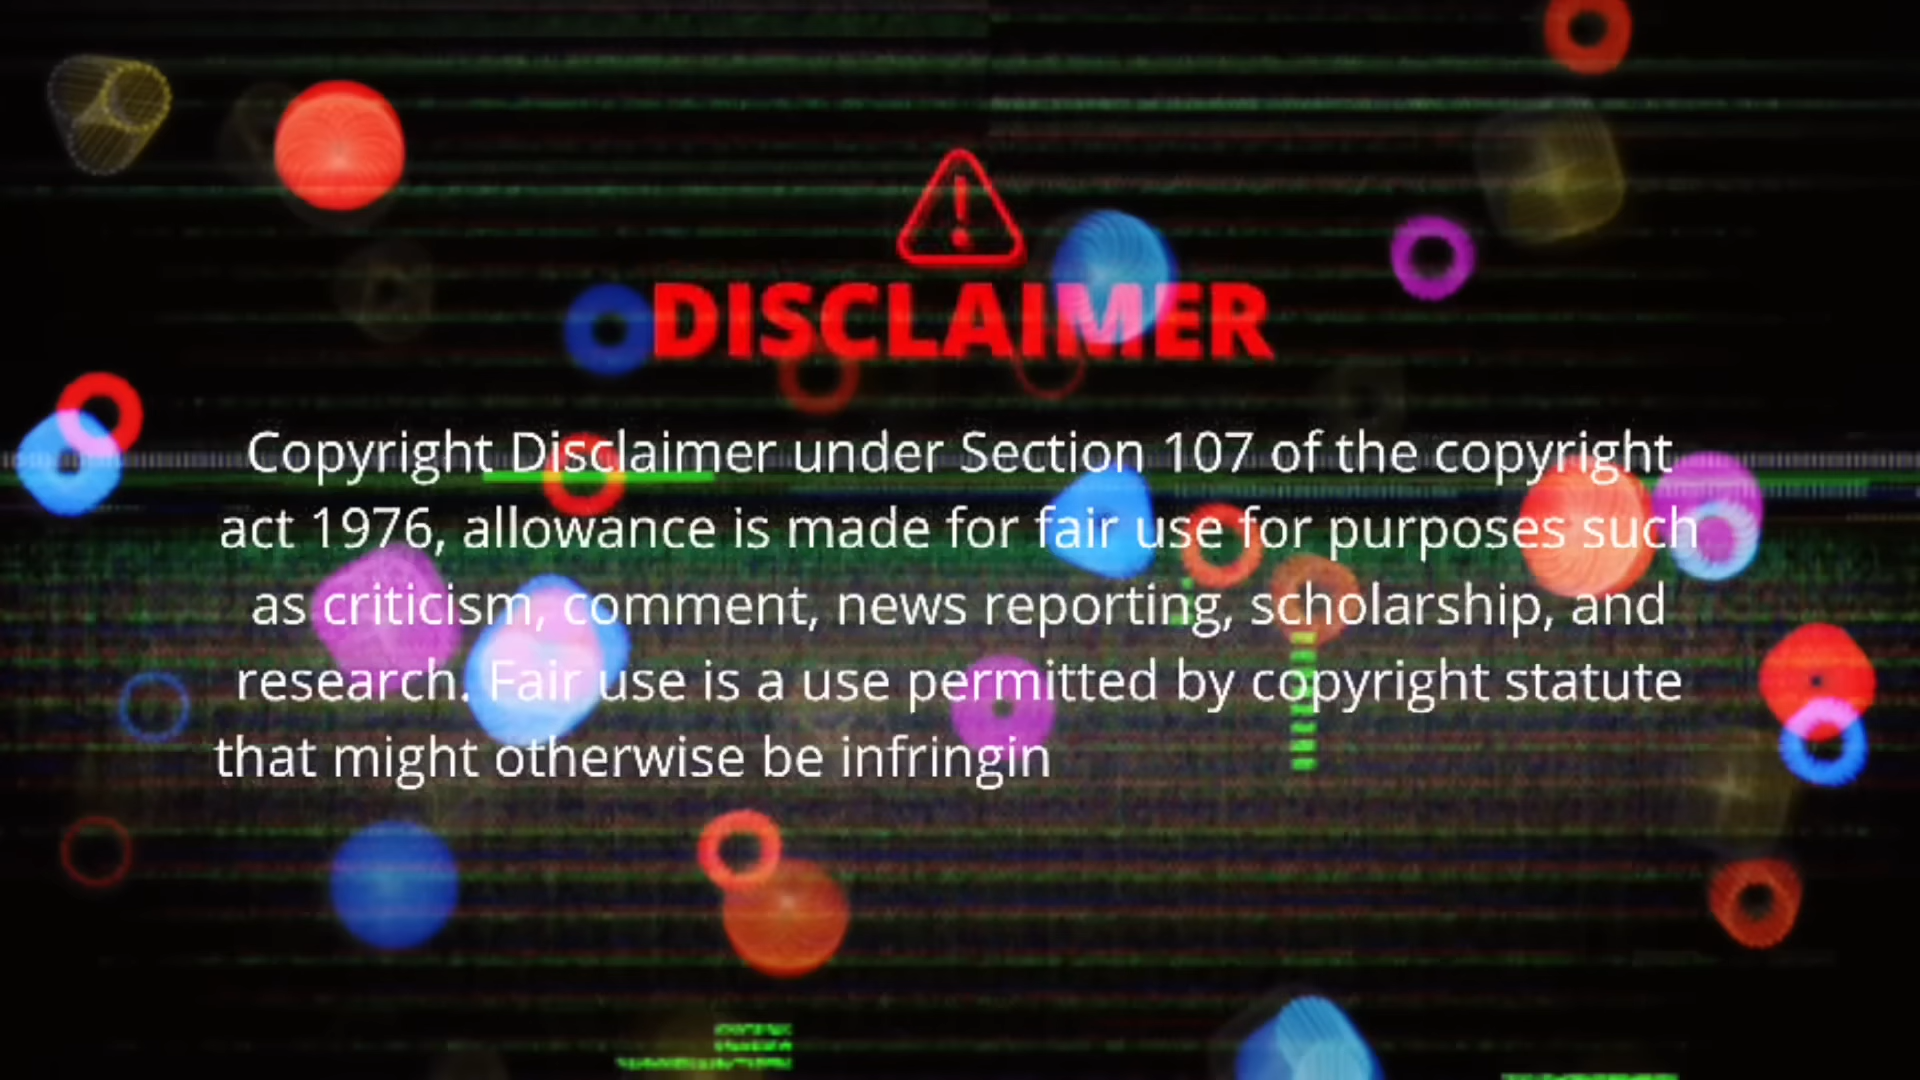 DISCLAIMER
Copyright Disclaimer under Section 107 of the copyright
act 1976, allowance is made for fair use for purposes such
as criticism, comment, news reporting, scholarship, and
research. Fair use is a use permitted by copyright statute
that might otherwise be infringin